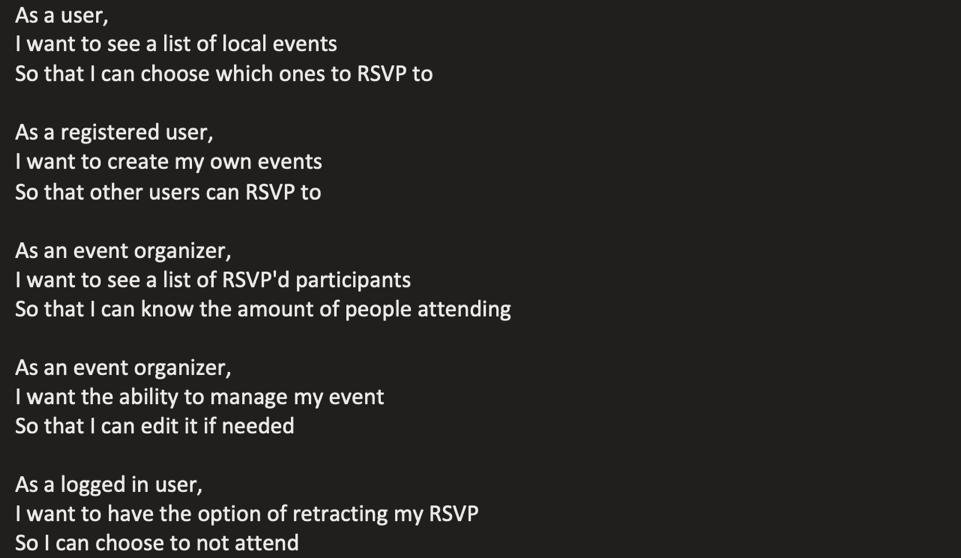 As a user,
I want to see a list of local events
So that I can choose which ones to RSVP to
As a registered user,
I want to create my own events
So that other users can RSVP to
As an event organizer,
I want to see a list of RSVP'd participants
So that I can know the amount of people attending
As an event organizer,
I want the ability to manage my event
So that I can edit it if needed
As a logged in user,
I want to have the option of retracting my RSVP
So I can choose to not attend